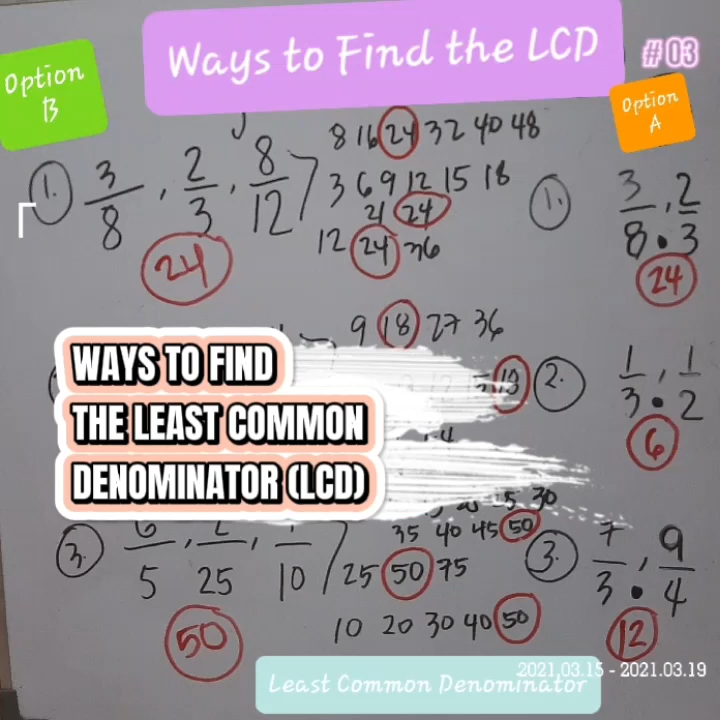 Ways to Find the LCD
# 03
Option
B
Option
A
1. 3/8 , 2/3 , 8/12
8 16 24 32 40 48
3 6 9 12 15 18
21 24
12 24 36
24
1. 3/8 . 2/3
24
9 18 27 36
18
2. 1/3 . 1/2
6
WAYS TO FIND
THE LEAST COMMON
DENOMINATOR (LCD)
30
35 40 45 50
3. 6/5 , /25 , /10
25 50 75
10 20 30 40 50
50
3. 7/3 . 9/4
12
2021.03.15 - 2021.03.19
Least Common Denominator